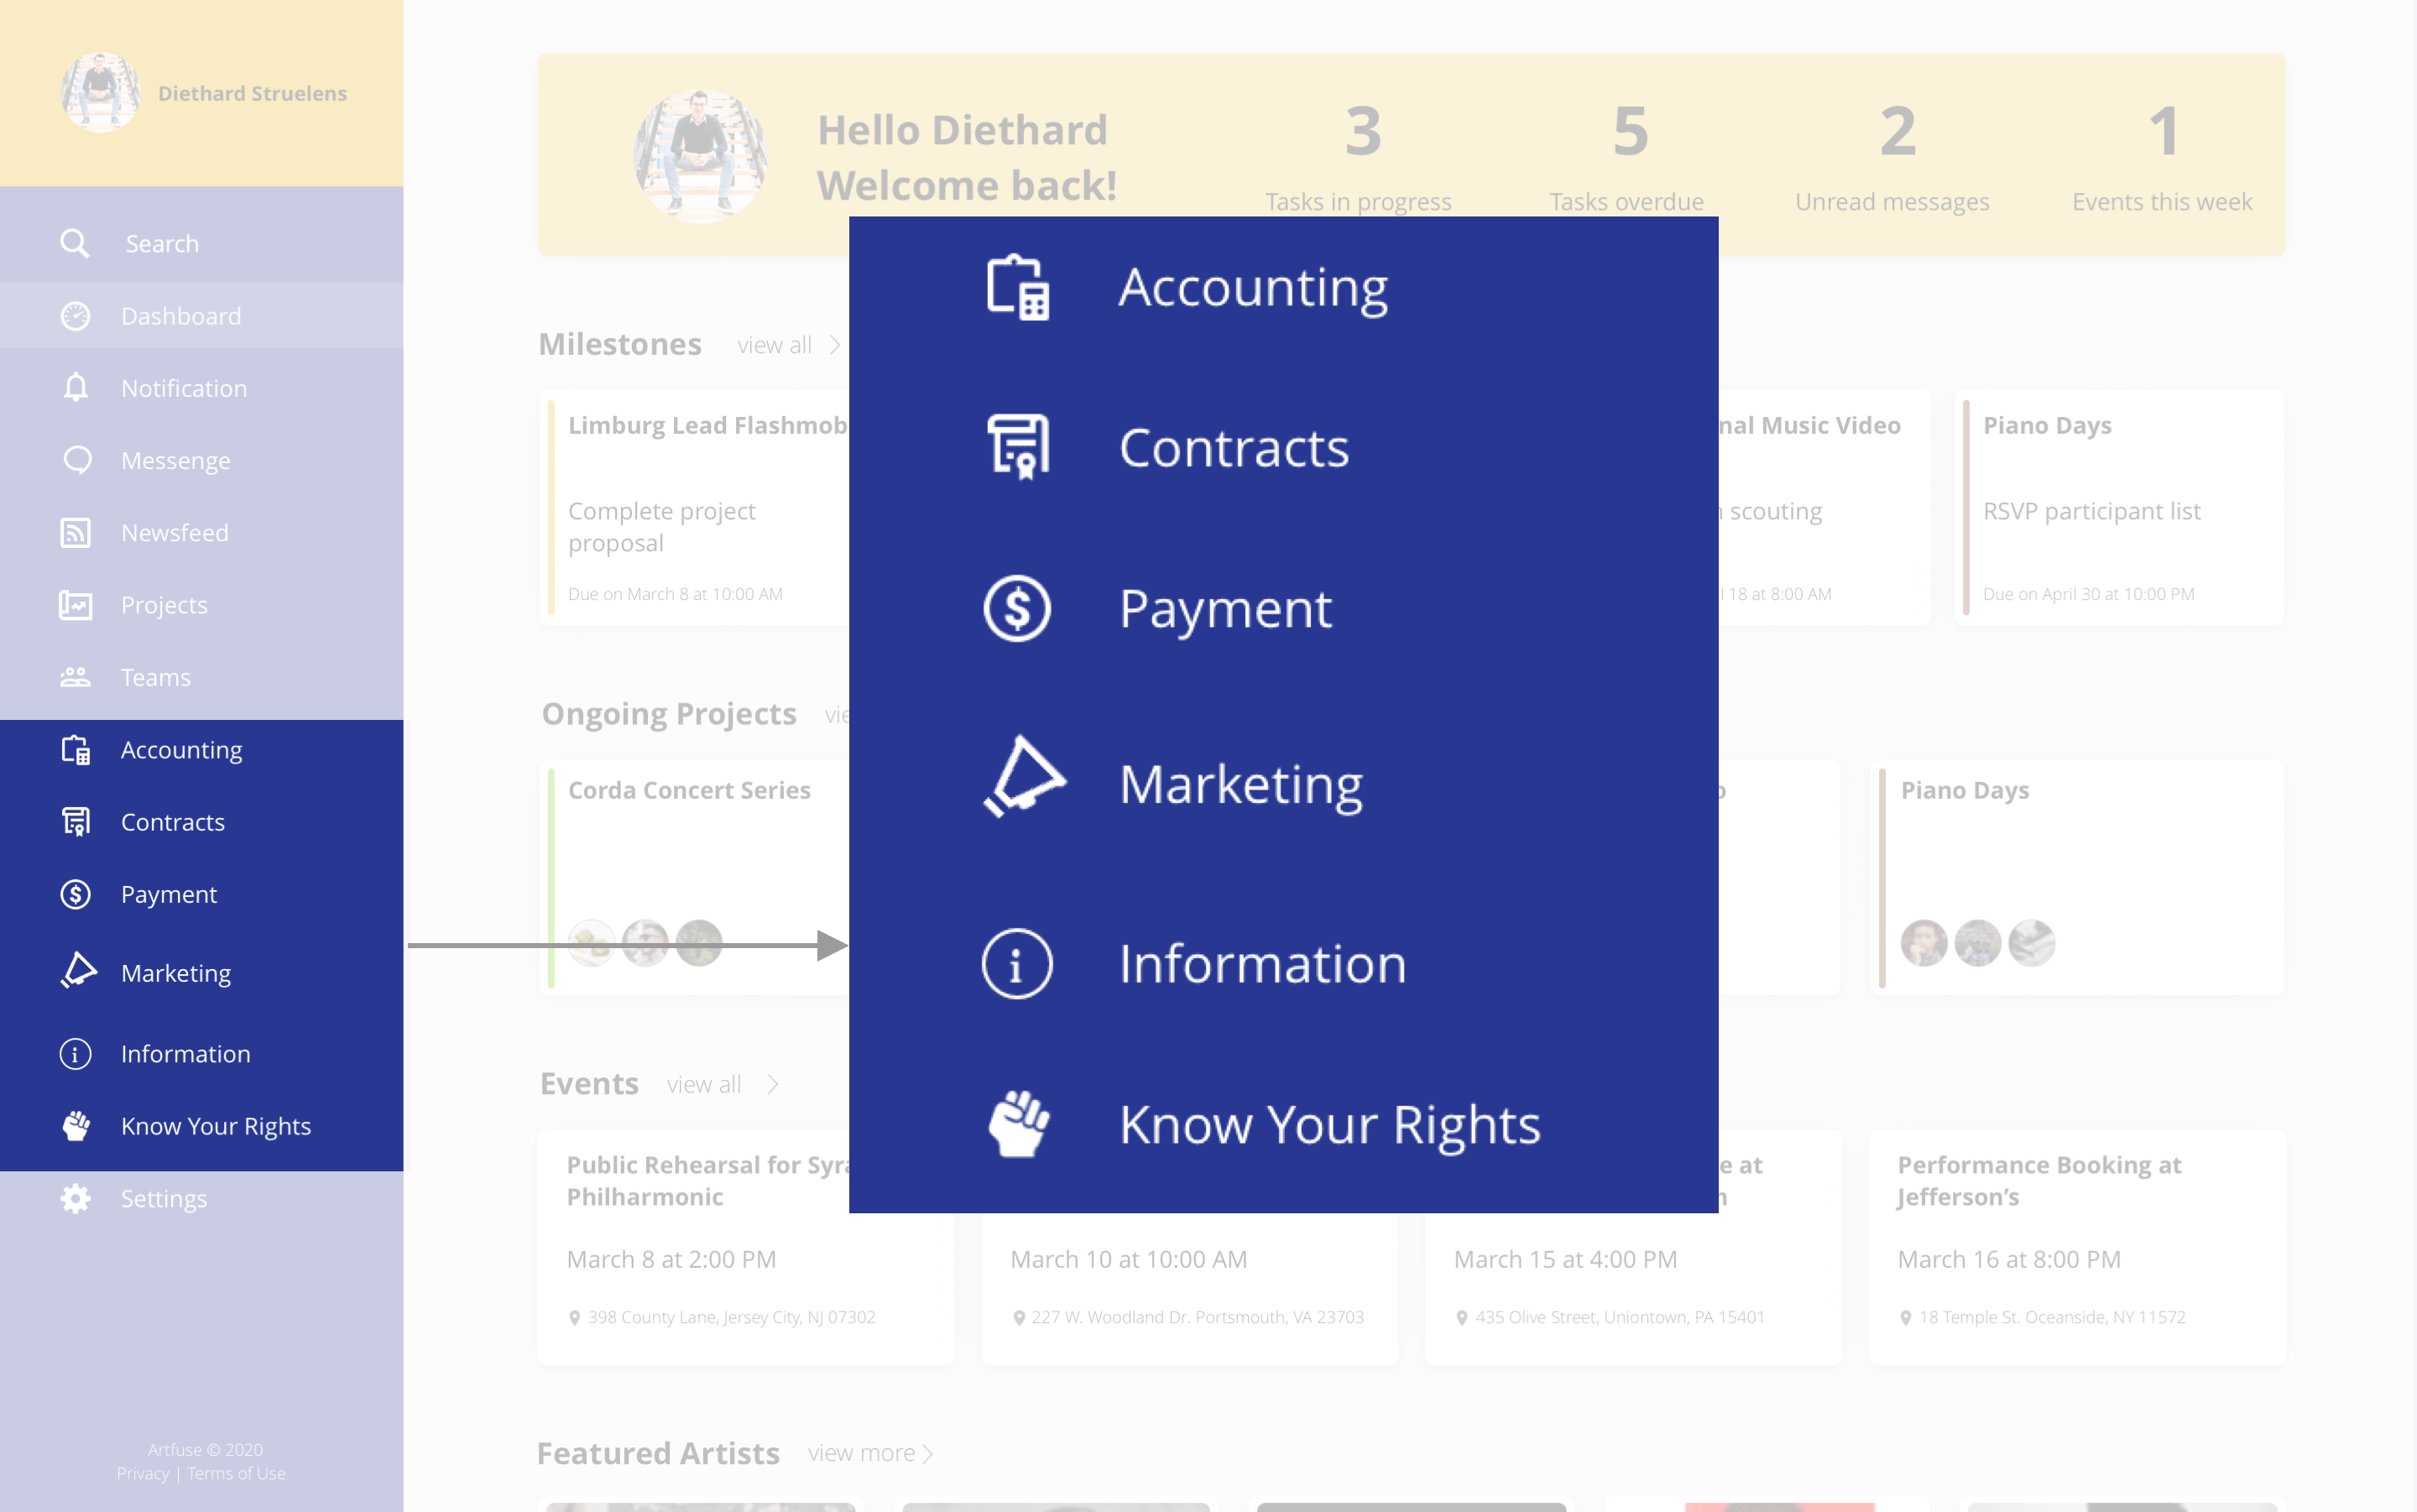 Diethard Struelens
Search
Dashboard
Notification
Messenge
Newsfeed
Projects
Teams
Accounting
Contracts
Payment
Marketing
Information
Know Your Rights
Settings
Artfuse © 2020
Privacy | Terms of Use
Hello Diethard
Welcome back!
3
Tasks in progress
5
Tasks overdue
2
Unread messages
1
Events this week
Milestones view all
Limburg Lead Flashmob
Complete project
proposal
Due on March 8 at 10:00 AM
Music Video
scouting
18 at 8:00 AM
Piano Days
RSVP participant list
Due on April 30 at 10:00 PM
Accounting
Contracts
Payment
Marketing
Information
Know Your Rights
Ongoing Projects
Corda Concert Series
Piano Days
Events view all
Public Rehearsal for
Philharmonic
March 8 at 2:00 PM
398 County Lane, Jersey City, NJ 07302
March 10 at 10:00 AM
227 W. Woodland Dr. Portsmouth, VA 23703
at
March 15 at 4:00 PM
435 Olive Street, Uniontown, PA 15401
Performance Booking at
Jefferson’s
March 16 at 8:00 PM
18 Temple St. Oceanside, NY 11572
Featured Artists view more